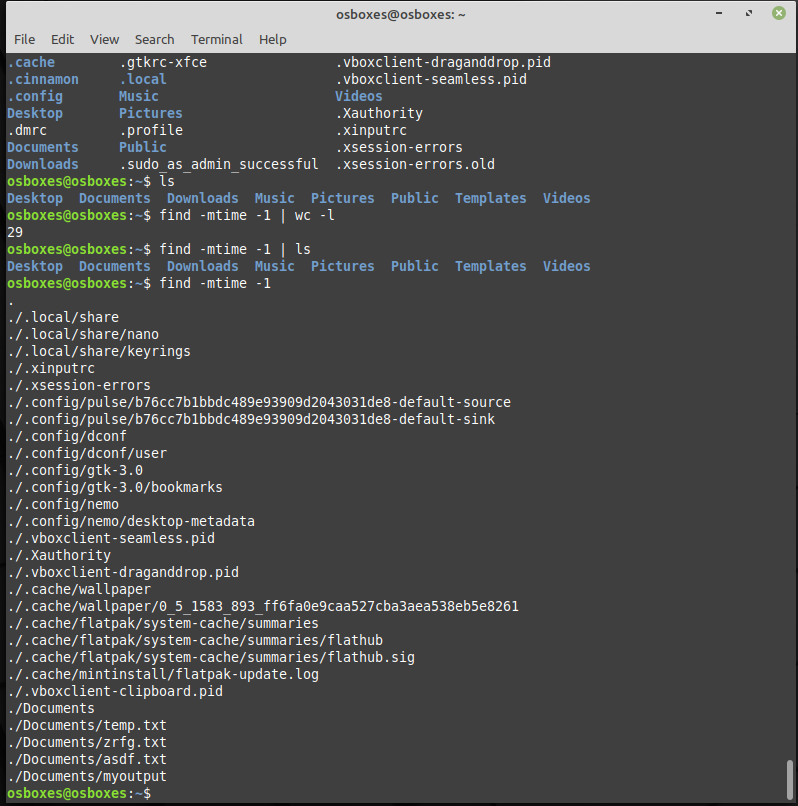 osboxes@osboxes: ~
File Edit View Search Terminal Help
.cache .gtkrc-xfce .vboxclient-draganddrop.pid
.cinnamon .local .vboxclient-seamless.pid
.config Music Videos
Desktop Pictures .Xauthority
.dmrc .profile .xinputrc
Documents Public .xsession-errors
Downloads .sudo_as_admin_successful .xsession-errors.old
osboxes@osboxes:~$ ls
Desktop Documents Downloads Music Pictures Public Templates Videos
osboxes@osboxes:~$ find -mtime -1 | wc -l
29
osboxes@osboxes:~$ find -mtime -1 | ls
Desktop Documents Downloads Music Pictures Public Templates Videos
osboxes@osboxes:~$ find -mtime -1
.
./.local/share
./.local/share/nano
./.local/share/keyrings
./.xinputrc
./.xsession-errors
./.config/pulse/b76cc7b1bbdc489e93909d2043031de8-default-source
./.config/pulse/b76cc7b1bbdc489e93909d2043031de8-default-sink
./.config/dconf
./.config/dconf/user
./.config/gtk-3.0
./.config/gtk-3.0/bookmarks
./.config/nemo
./.config/nemo/desktop-metadata
./.vboxclient-seamless.pid
./.Xauthority
./.vboxclient-draganddrop.pid
./.cache/wallpaper
./.cache/wallpaper/0_5_1583_893_ff6fa0e9caa527cba3aea538eb5e8261
./.cache/flatpak/system-cache/summaries
./.cache/flatpak/system-cache/summaries/flathub
./.cache/flatpak/system-cache/summaries/flathub.sig
./.cache/mintinstall/flatpak-update.log
./.vboxclient-clipboard.pid
./Documents
./Documents/temp.txt
./Documents/zrfg.txt
./Documents/asdf.txt
./Documents/myoutput
osboxes@osboxes:~$